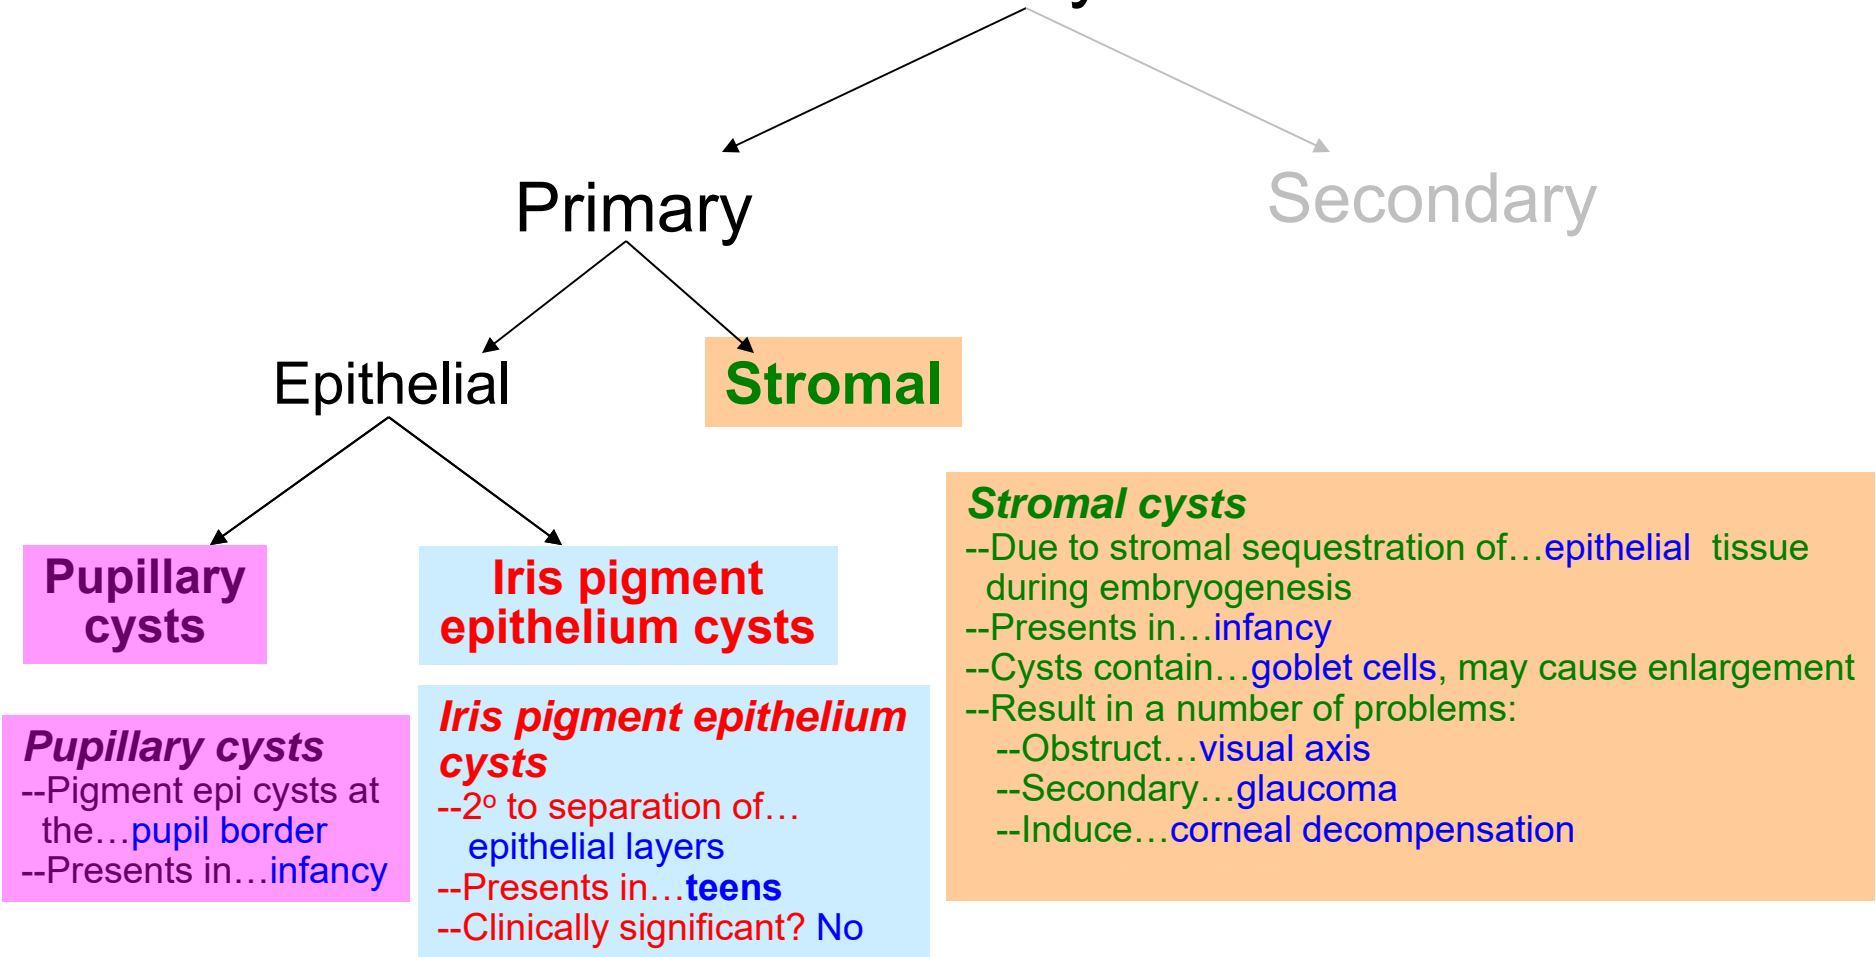 Primary
Secondary
Epithelial
Stromal
Pupillary
cysts
Iris pigment
epithelium cysts
Pupillary cysts
--Pigment epi cysts at
the…pupil border
--Presents in…infancy
Iris pigment epithelium
cysts
--2º to separation of…
epithelial layers
--Presents in…teens
--Clinically significant? No
Stromal cysts
--Due to stromal sequestration of…epithelial tissue
during embryogenesis
--Presents in…infancy
--Cysts contain…goblet cells, may cause enlargement
--Result in a number of problems:
--Obstruct…visual axis
--Secondary…glaucoma
--Induce…corneal decompensation